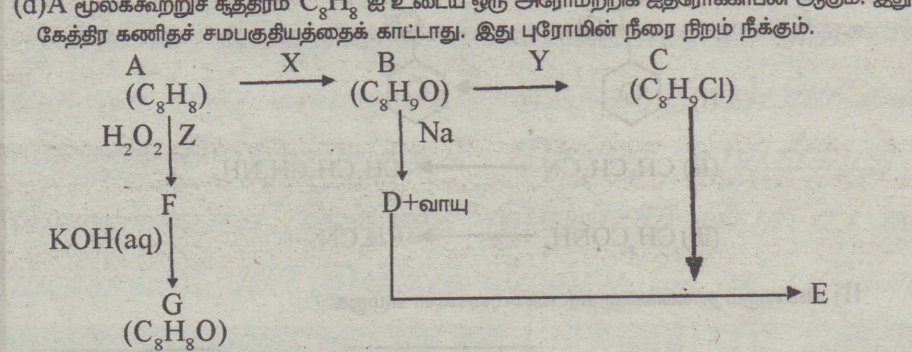 (d)A மூலக்கூற்றுச் சூத்திரம் C₈H₈ ஐ உடைய ஒரு அரோமற்றிக் ஐதரோக்காபன் ஆகும். இது
கேத்திர கணிதச் சமபகுதியத்தைக் காட்டாது. இது புரோமின் நீரை நிறம் நீக்கும்.
A X B Y C
(C₈H₈) (C₈H₉O) (C₈H₉Cl)
H₂O₂ Z Na
F D+வாயு
KOH(aq)
E
G
(C₈H₈O)